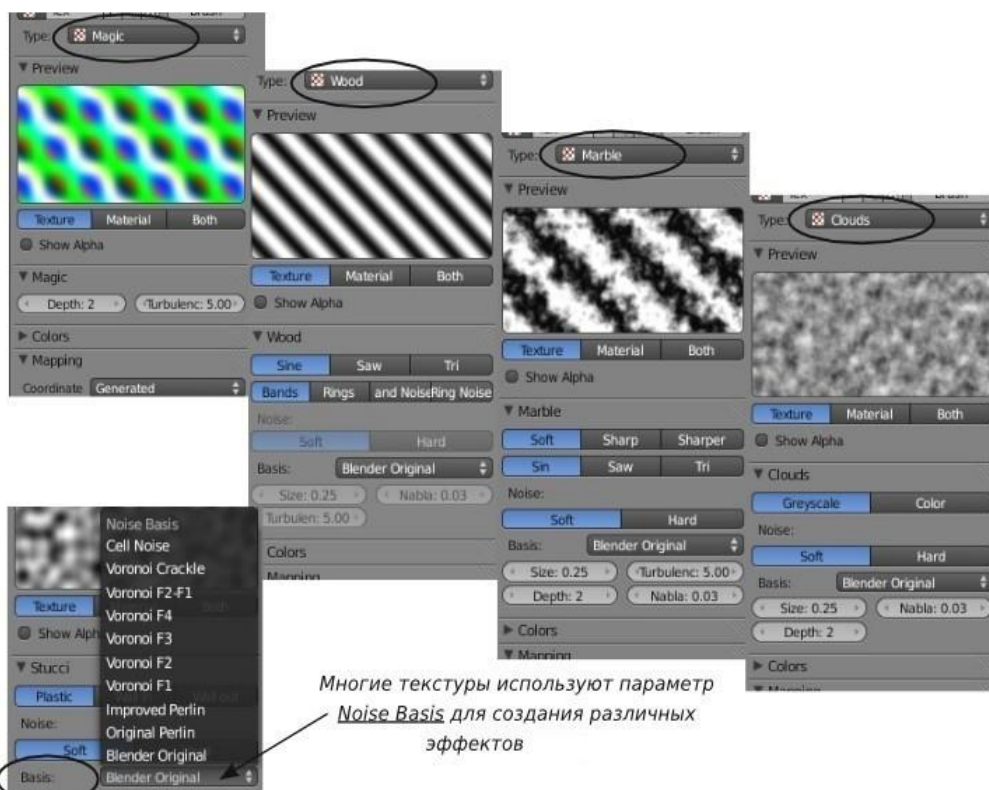 Type: Magic
Preview
Texture Material Both
Show Alpha
Magic
Depth: 2 Turbulenc: 5.00
Colors
Mapping
Coordinate Generated
Type: Wood
Preview
Texture Material Both
Show Alpha
Wood
Sine Saw Tri
Bands Rings and Noise Ring Noise
Noise:
Soft Hard
Basis: Blender Original
Size: 0.25 Nabla: 0.03
Turbulen: 5.00
Colors
Mapping
Type: Marble
Preview
Texture Material Both
Show Alpha
Marble
Soft Sharp Sharper
Sin Saw Tri
Noise:
Soft Hard
Basis: Blender Original
Size: 0.25 Turbulenc: 5.00
Depth: 2 Nabla: 0.03
Colors
Mapping
Type: Clouds
Preview
Texture Material Both
Show Alpha
Clouds
Greyscale Color
Noise:
Soft Hard
Basis: Blender Original
Size: 0.25 Nabla: 0.03
Depth: 2
Colors
Noise Basis
Cell Noise
Voronoi Crackle
Voronoi F2-F1
Voronoi F4
Voronoi F3
Voronoi F2
Voronoi F1
Improved Perlin
Original Perlin
Blender Original
Texture
Show Alph
Stucci
Plastic
Noise:
Soft
Basis: Blender Original
Многие текстуры используют параметр
Noise Basis для создания различных
эффектов